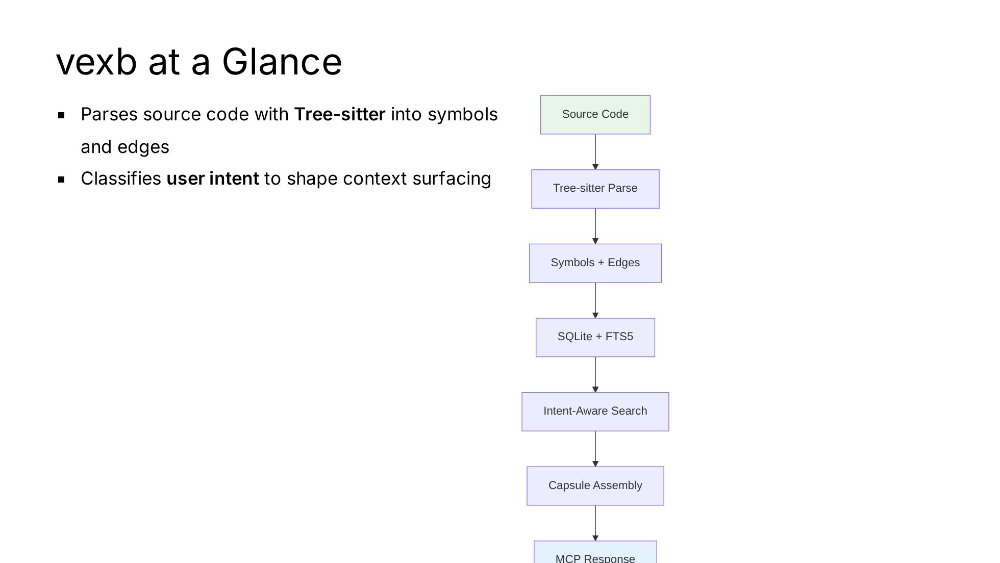 vexb at a Glance
Parses source code with Tree-sitter into symbols
and edges
Classifies user intent to shape context surfacing
Source Code
Tree-sitter Parse
Symbols + Edges
SQLite + FTS5
Intent-Aware Search
Capsule Assembly
MCP Response